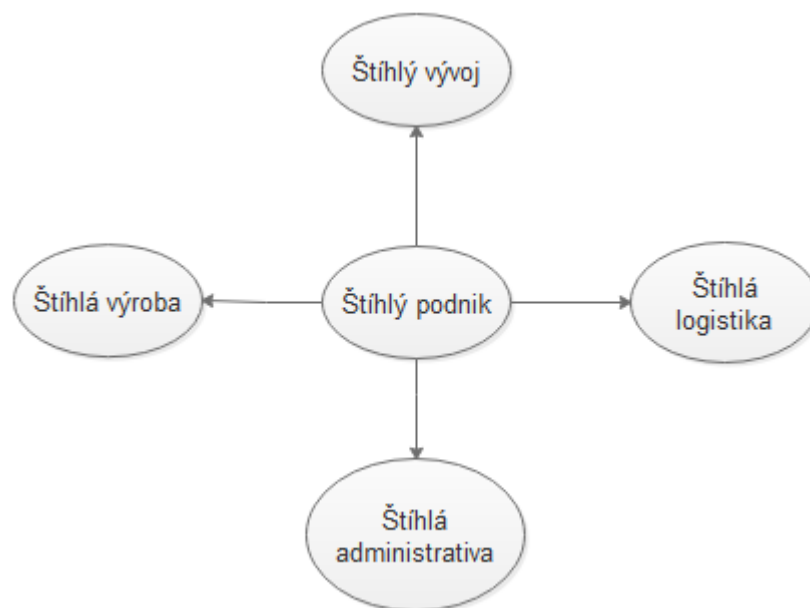 Štíhlý vývoj
Štíhlá výroba
Štíhlý podnik
Štíhlá
logistika
Štíhlá
administrativa